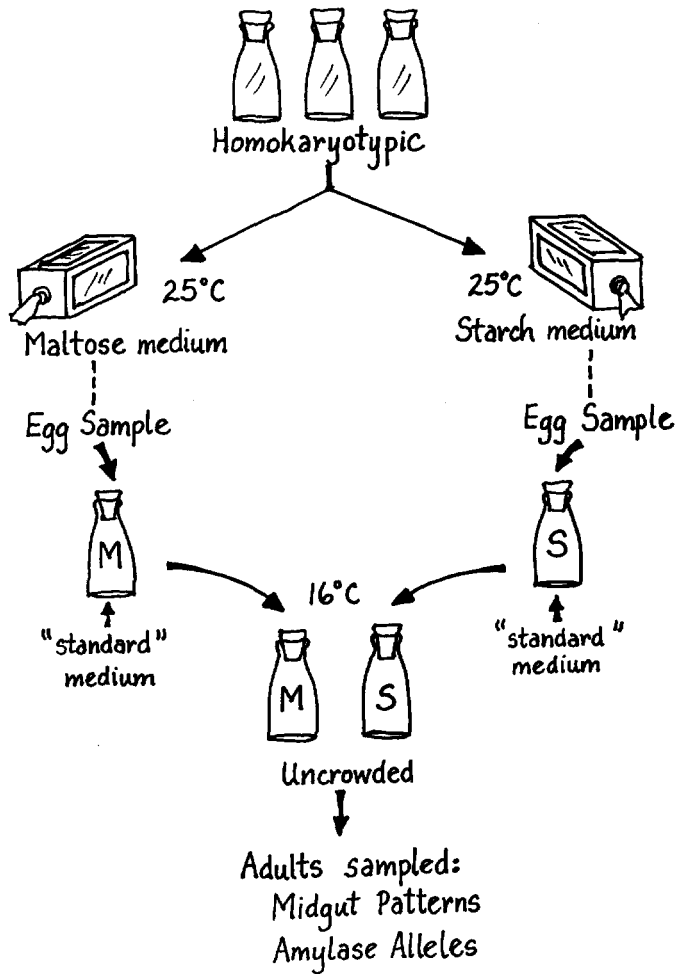 Homokaryotypic
25°C
25°C
Maltose medium
Starch medium
Egg Sample
Egg Sample
M
S
16°C
"standard"
medium
"standard"
medium
M
S
Uncrowded
Adults sampled:
Midgut Patterns
Amylase Alleles